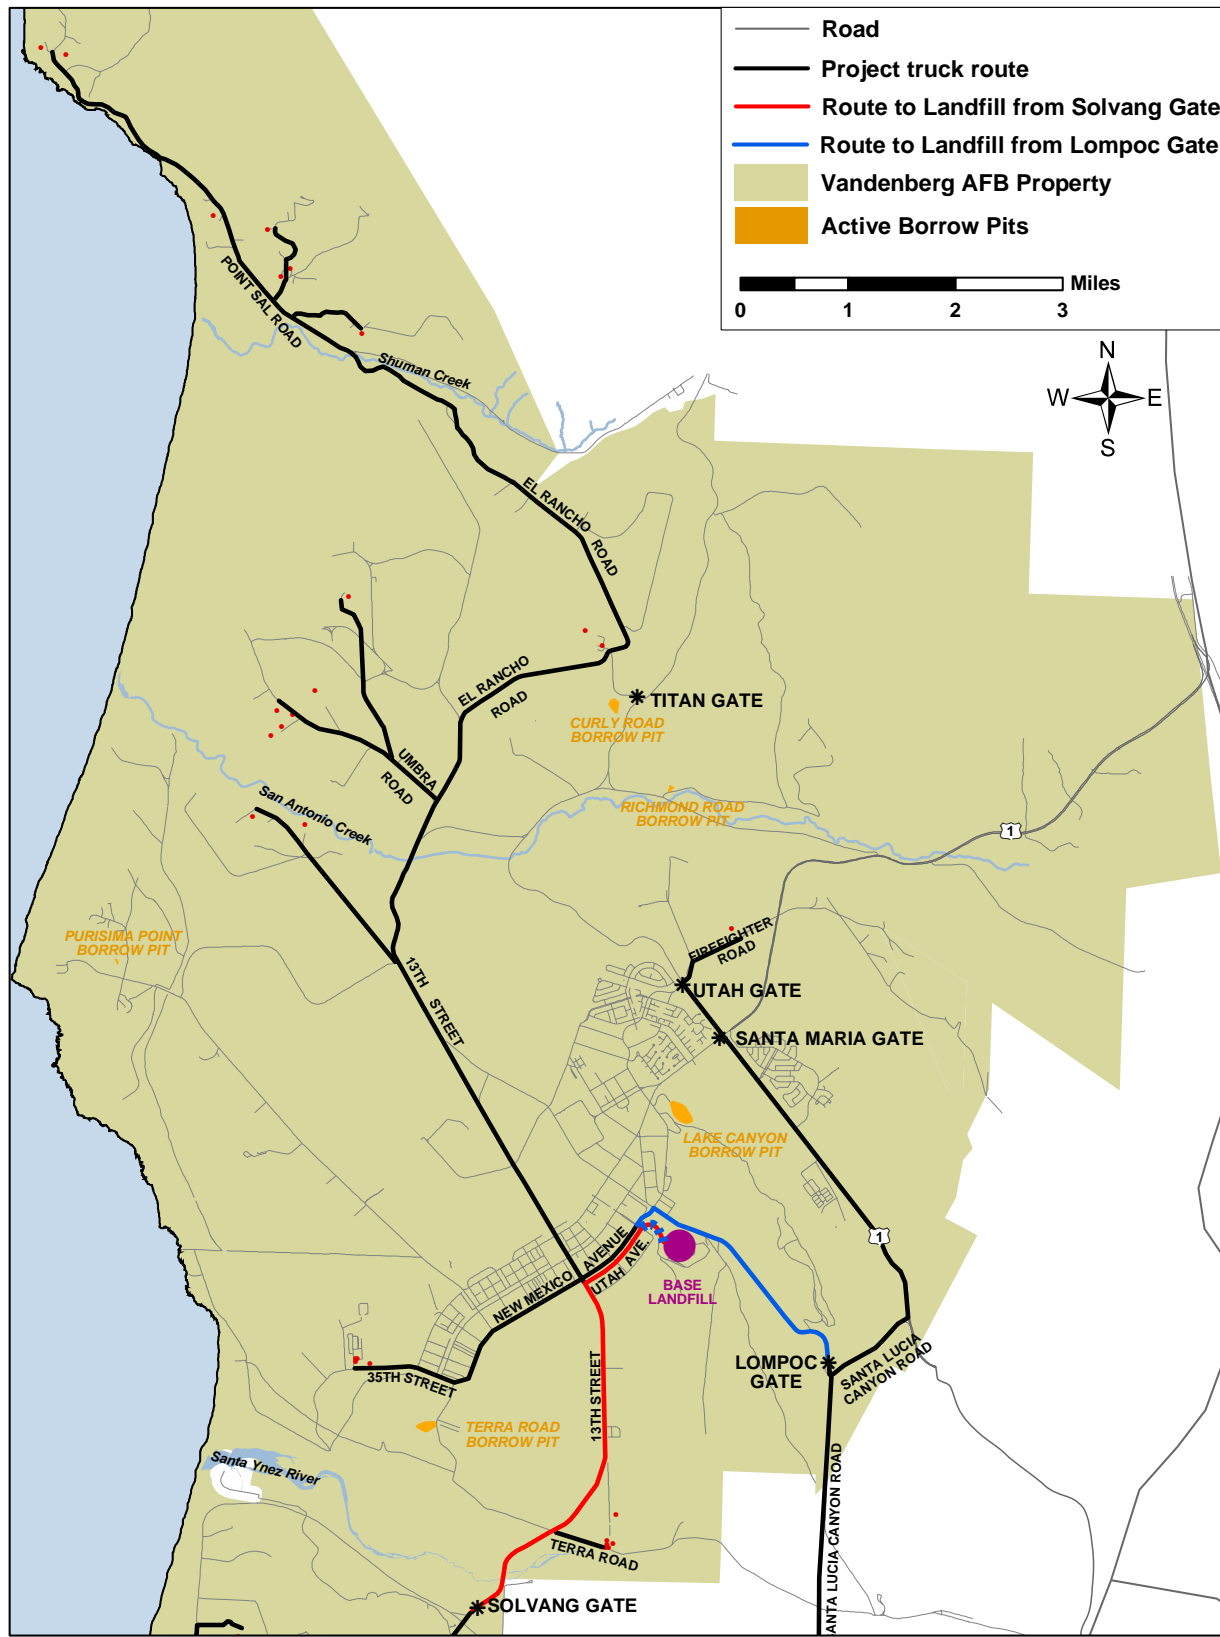 Road
Project truck route
Route to Landfill from Solvang Gate
Route to Landfill from Lompoc Gate
Vandenberg AFB Property
Active Borrow Pits
Miles
0 1 2 3
N
W E
S
POINT SAL ROAD
Shuman Creek
EL RANCHO
ROAD
EL RANCHO
ROAD
TITAN GATE
CURLY ROAD
BORROW PIT
UMBRA
ROAD
San Antonio Creek
RICHMOND ROAD
BORROW PIT
1
PURISIMA POINT
BORROW PIT
13TH STREET
FIREFIGHTER
ROAD
UTAH GATE
SANTA MARIA GATE
LAKE CANYON
BORROW PIT
1
NEW MEXICO AVENUE
UTAH AVE.
BASE
LANDFILL
LOMPOC
GATE
SANTA LUCIA
CANYON ROAD
35TH STREET
13TH STREET
TERRA ROAD
BORROW PIT
Santa Ynez River
TERRA ROAD
ANTA LUCIA CANYON ROAD
SOLVANG GATE